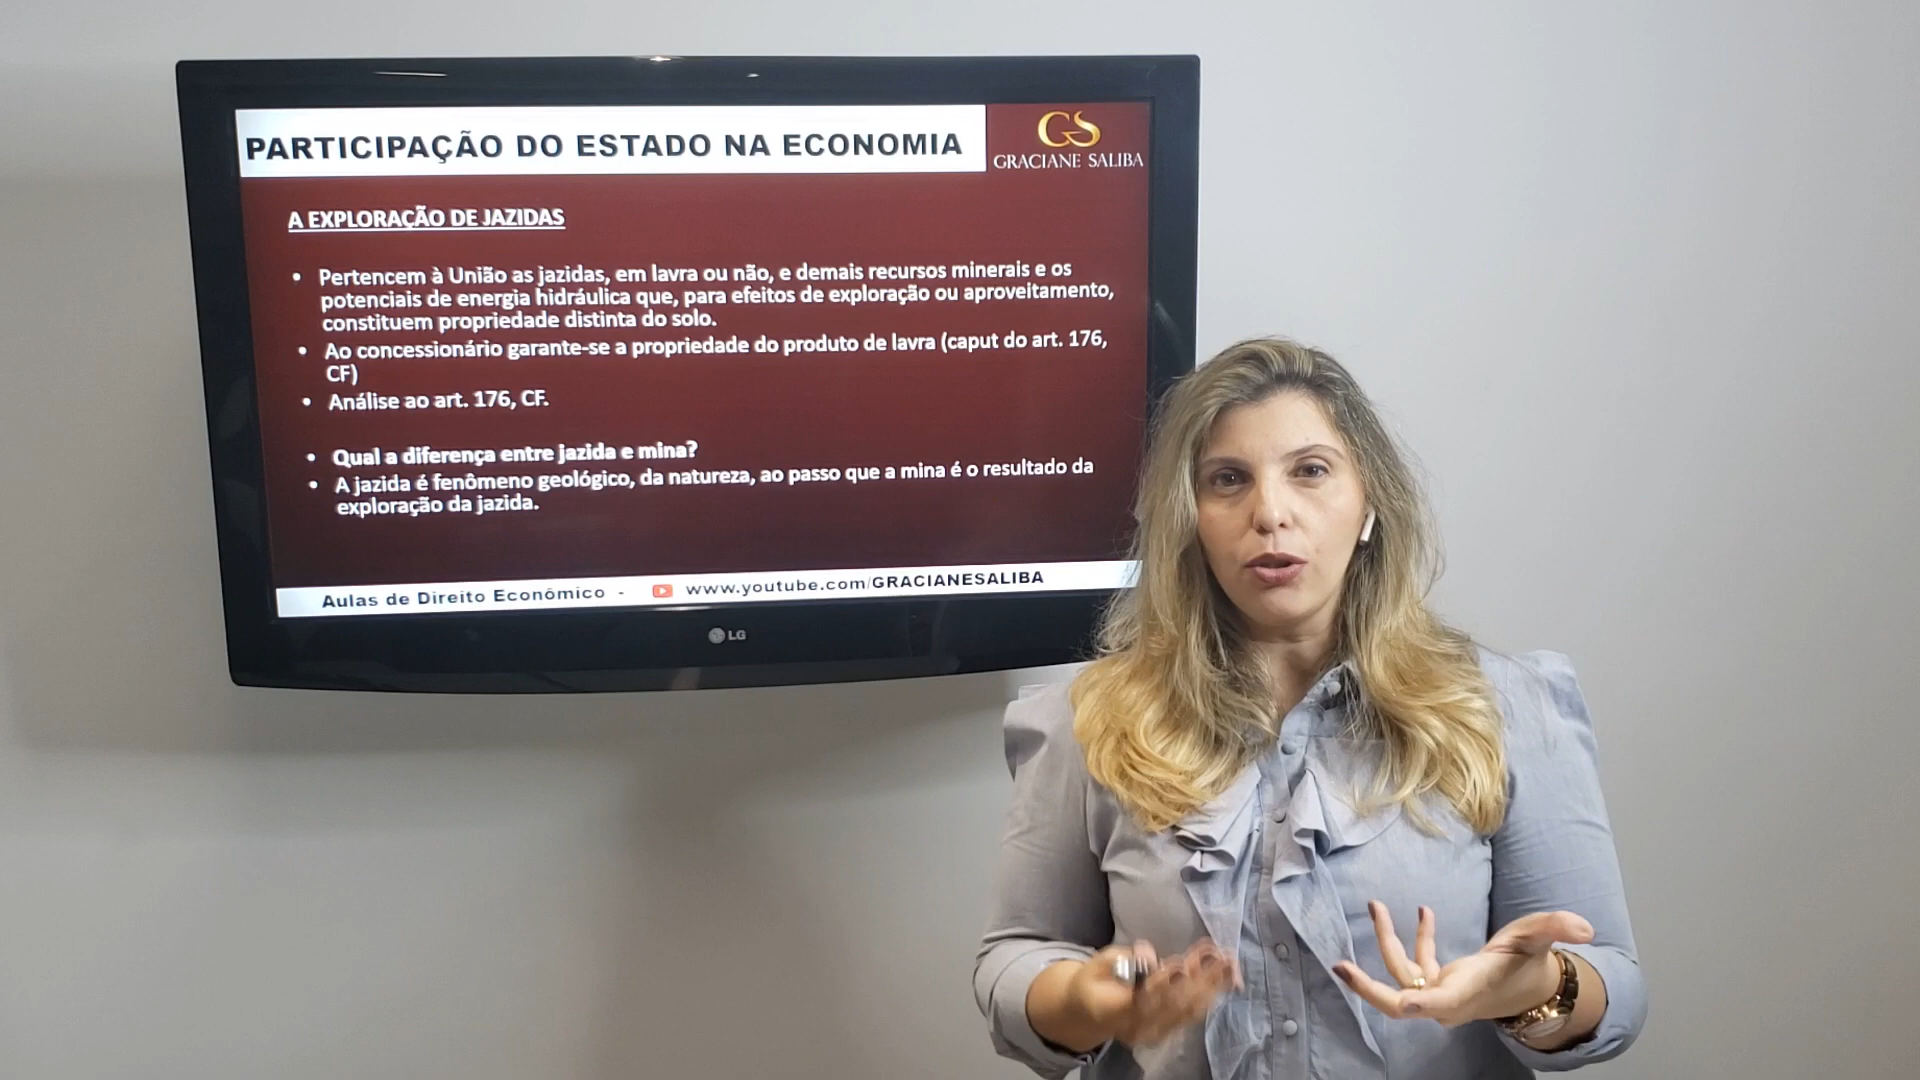 PARTICIPAÇÃO DO ESTADO NA ECONOMIA
GS
GRACIANE SALIBA
A EXPLORAÇÃO DE JAZIDAS
• Pertencem à União as jazidas, em lavra ou não, e demais recursos minerais e os
potenciais de energia hidráulica que, para efeitos de exploração ou aproveitamento,
constituem propriedade distinta do solo.
• Ao concessionário garante-se a propriedade do produto de lavra (caput do art. 176,
CF)
• Análise ao art. 176, CF.
• Qual a diferença entre jazida e mina?
• A jazida é fenômeno geológico, da natureza, ao passo que a mina é o resultado da
exploração da jazida.
Aulas de Direito Econômico - www.youtube.com/GRACIANESALIBA
LG